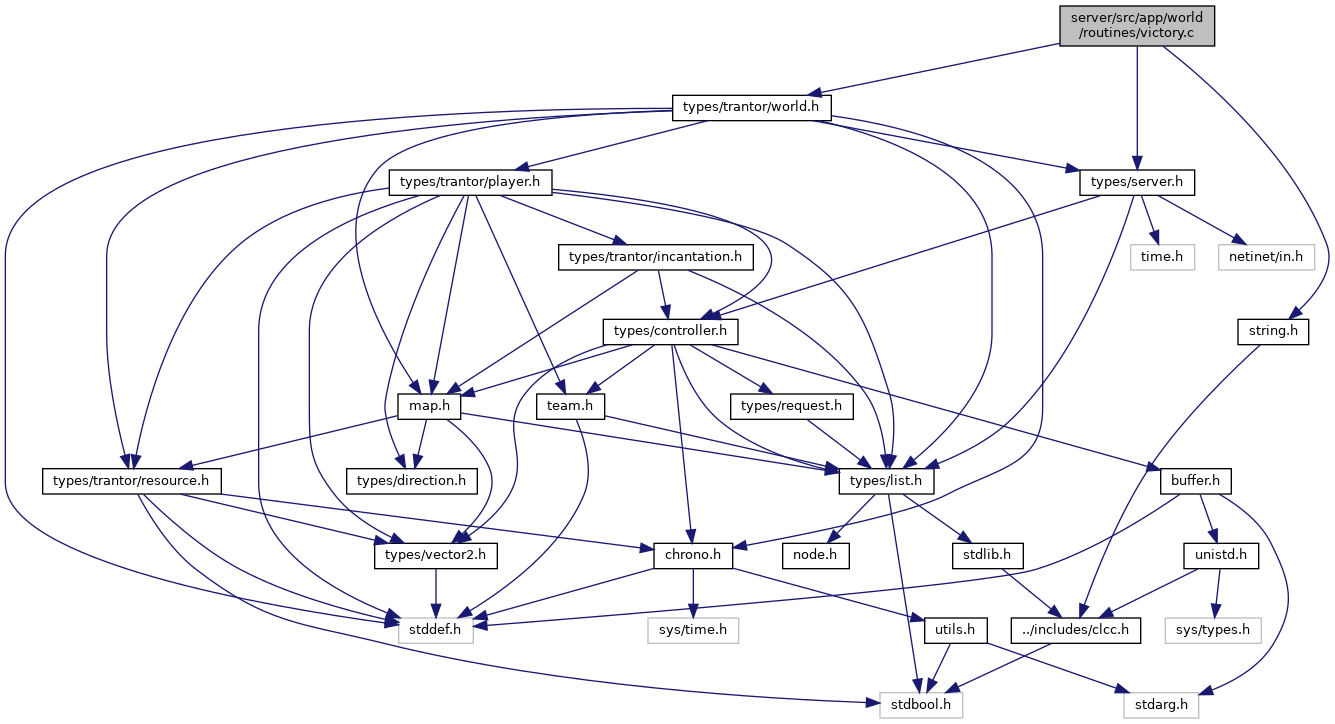 server/src/app/world
/routines/victory.c
types/trantor/world.h
types/trantor/player.h
types/server.h
types/trantor/incantation.h
time.h
netinet/in.h
types/controller.h
string.h
map.h
team.h
types/request.h
types/trantor/resource.h
types/direction.h
types/list.h
buffer.h
types/vector2.h
chrono.h
node.h
stdlib.h
unistd.h
stddef.h
sys/time.h
utils.h
../includes/clcc.h
sys/types.h
stdbool.h
stdarg.h